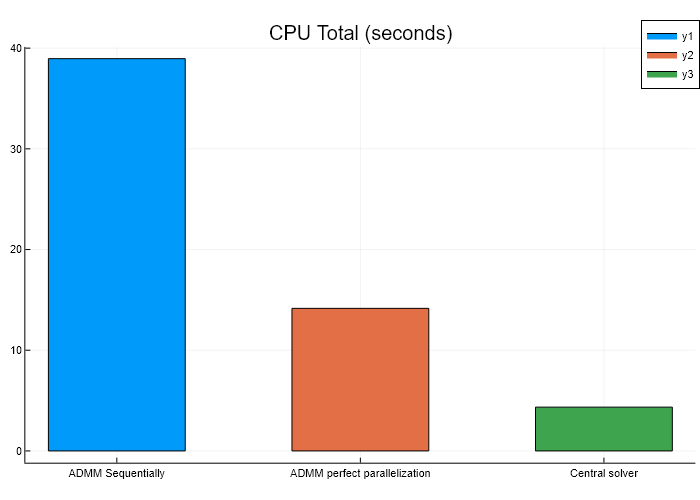 CPU Total (seconds)
y1
y2
y3
40
30
20
10
0
ADMM Sequentially
ADMM perfect parallelization
Central solver